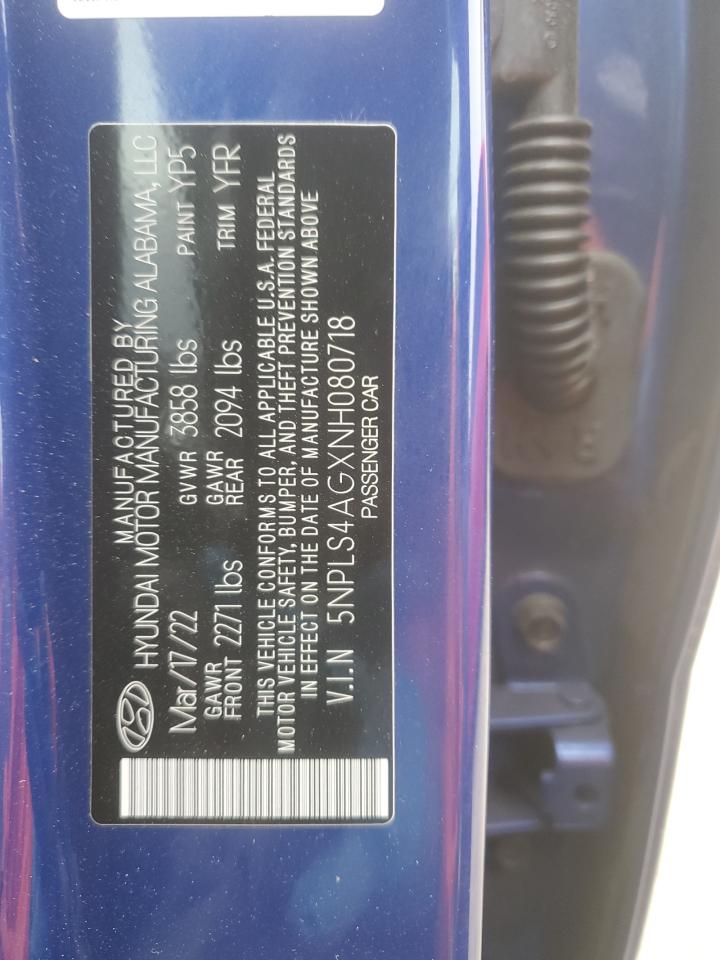 MANUFACTURED BY
HYUNDAI MOTOR MANUFACTURING ALABAMA, LLC
Mar/17/22 GVWR 3858 lbs PAINT YP5
GAWR FRONT 2271 lbs GAWR REAR 2094 lbs TRIM YFR
THIS VEHICLE CONFORMS TO ALL APPLICABLE U.S.A. FEDERAL
MOTOR VEHICLE SAFETY, BUMPER, AND THEFT PREVENTION STANDARDS
IN EFFECT ON THE DATE OF MANUFACTURE SHOWN ABOVE
V.I.N 5NPLS4AGXNH080718
PASSENGER CAR